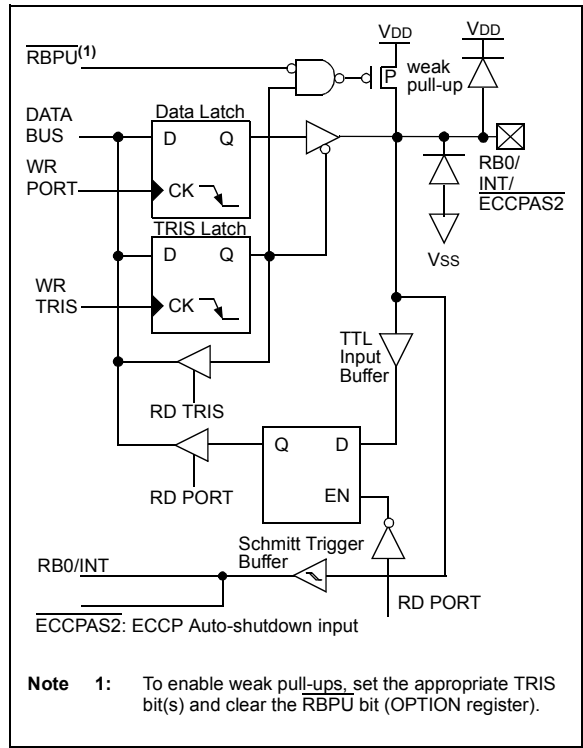 VDD
VDD
RBPU(1)
P
weak
pull-up
DATA
BUS
Data Latch
D Q
CK
WR
PORT
RB0/
INT/
ECCPAS2
VSS
TRIS Latch
D Q
CK
WR
TRIS
TTL
Input
Buffer
RD TRIS
Q D
EN
RD PORT
Schmitt Trigger
Buffer
RB0/INT
RD PORT
ECCPAS2: ECCP Auto-shutdown input
Note 1: To enable weak pull-ups, set the appropriate TRIS
bit(s) and clear the RBPU bit (OPTION register).